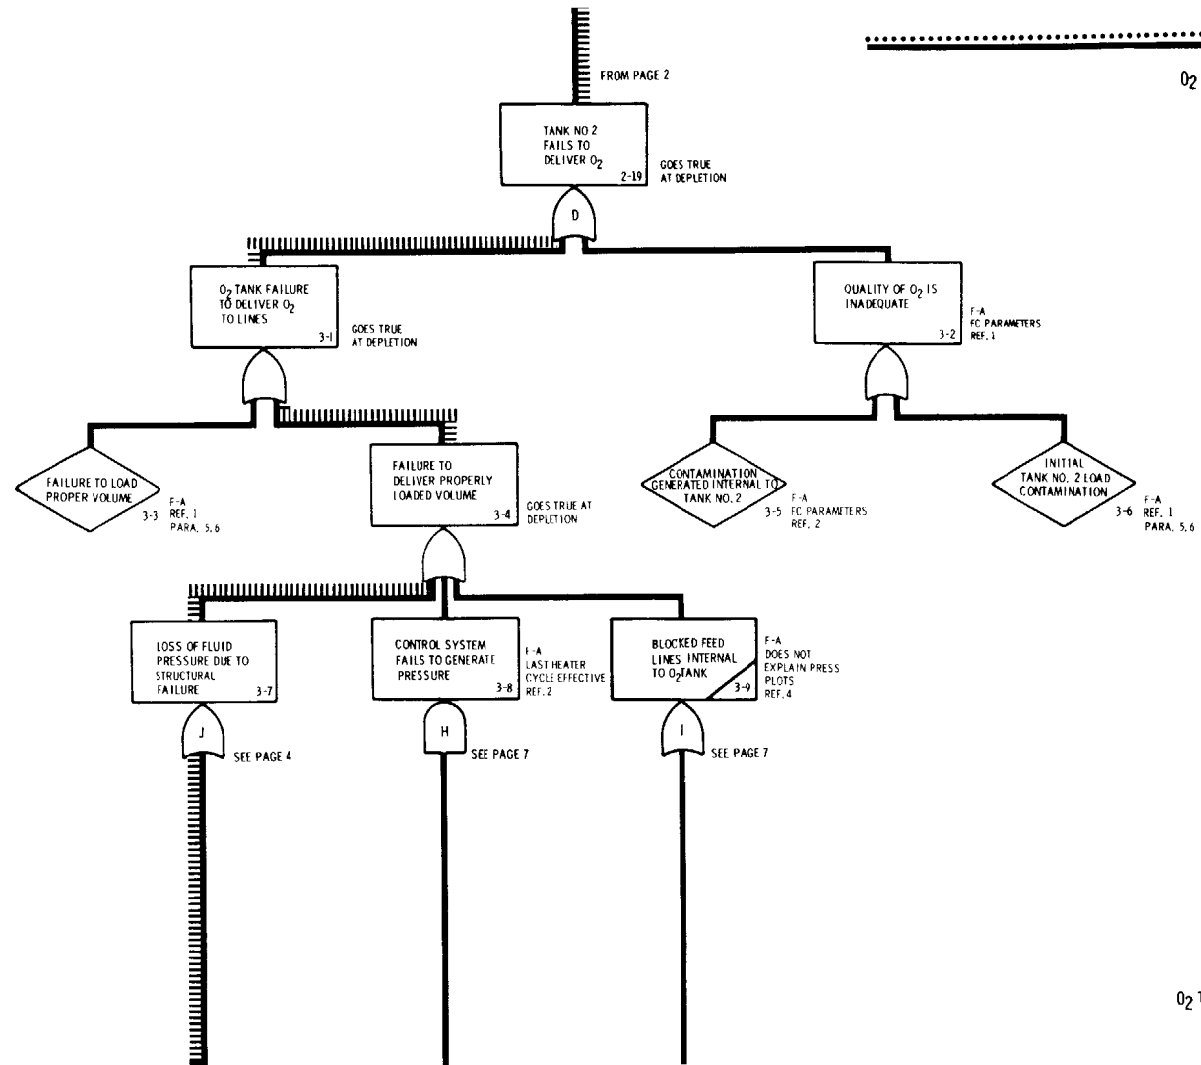 FROM PAGE 2
O2
TANK NO 2
FAILS TO
DELIVER O2
2-19
GOES TRUE
AT DEPLETION
D
O2 TANK FAILURE
TO DELIVER O2
TO LINES
3-1
GOES TRUE
AT DEPLETION
QUALITY OF O2 IS
INADEQUATE
3-2
F-A
FC PARAMETERS
REF. 1
FAILURE TO LOAD
PROPER VOLUME
3-3
F-A
REF. 1
PARA. 5.6
FAILURE TO
DELIVER PROPERLY
LOADED VOLUME
3-4
GOES TRUE AT
DEPLETION
CONTAMINATION
GENERATED INTERNAL TO
TANK NO. 2
3-5
F-A
FC PARAMETERS
REF. 2
INITIAL
TANK NO. 2 LOAD
CONTAMINATION
3-6
F-A
REF. 1
PARA. 5.6
LOSS OF FLUID
PRESSURE DUE TO
STRUCTURAL
FAILURE
3-7
CONTROL SYSTEM
FAILS TO GENERATE
PRESSURE
3-8
F-A
LAST HEATER
CYCLE EFFECTIVE
REF. 2
BLOCKED FEED
LINES INTERNAL
TO O2 TANK
3-9
F-A
DOES NOT
EXPLAIN PRESS
PLOTS
REF. 4
J
SEE PAGE 4
H
SEE PAGE 7
I
SEE PAGE 7
O2